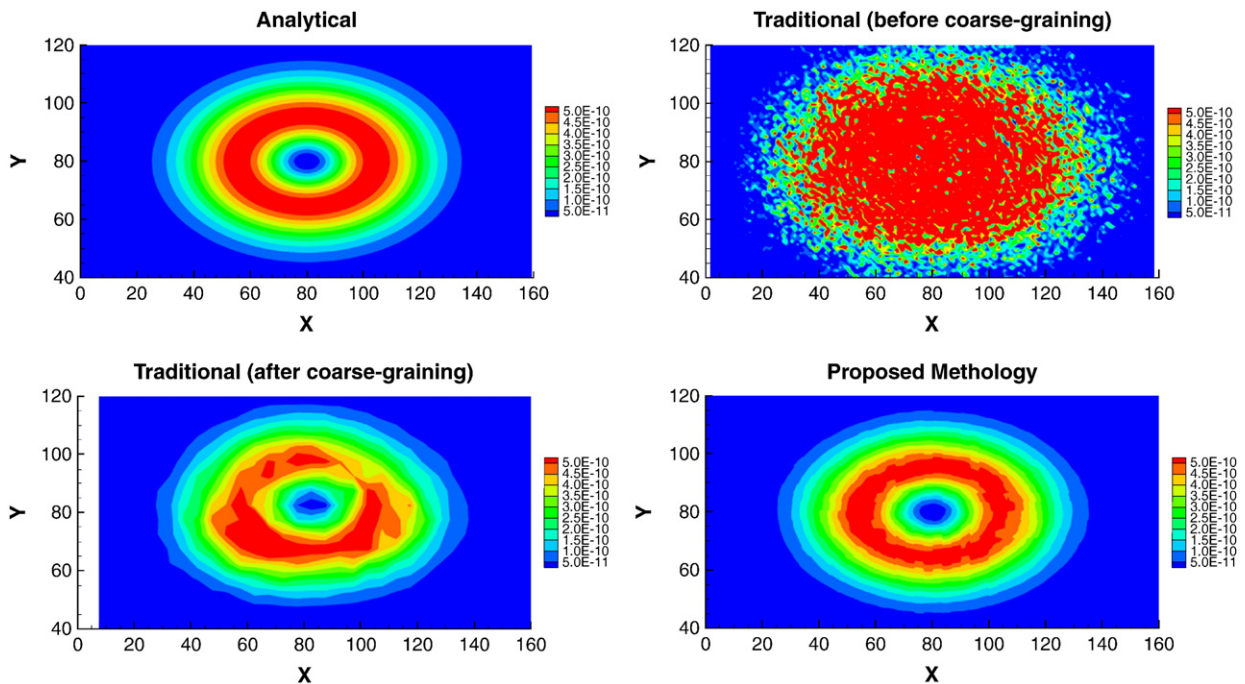 Analytical
120
100
80
60
40
Y
0 20 40 60 80 100 120 140 160
X
5.0E-10
4.5E-10
4.0E-10
3.5E-10
3.0E-10
2.5E-10
2.0E-10
1.5E-10
1.0E-10
5.0E-11
Traditional (before coarse-graining)
120
100
80
60
40
Y
0 20 40 60 80 100 120 140 160
X
5.0E-10
4.5E-10
4.0E-10
3.5E-10
3.0E-10
2.5E-10
2.0E-10
1.5E-10
1.0E-10
5.0E-11
Traditional (after coarse-graining)
120
100
80
60
40
Y
0 20 40 60 80 100 120 140 160
X
5.0E-10
4.5E-10
4.0E-10
3.5E-10
3.0E-10
2.5E-10
2.0E-10
1.5E-10
1.0E-10
5.0E-11
Proposed Methology
120
100
80
60
40
Y
0 20 40 60 80 100 120 140 160
X
5.0E-10
4.5E-10
4.0E-10
3.5E-10
3.0E-10
2.5E-10
2.0E-10
1.5E-10
1.0E-10
5.0E-11